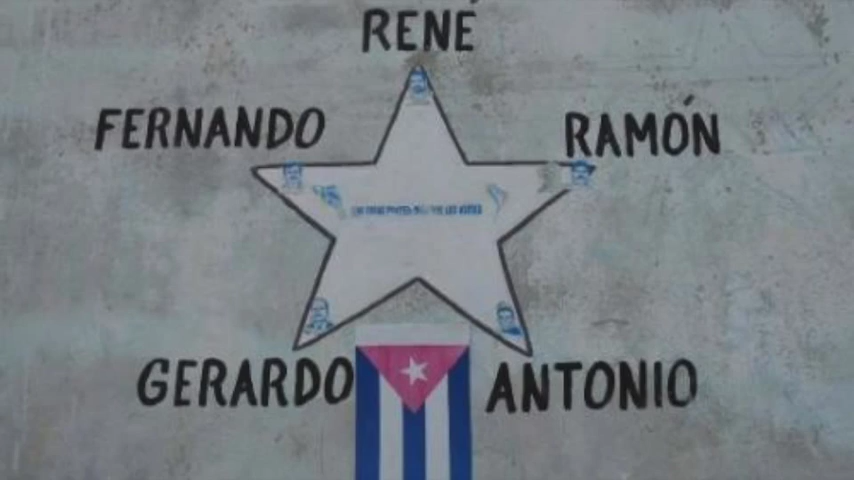 RENÉ
FERNANDO
RAMÓN
GERARDO
ANTONIO